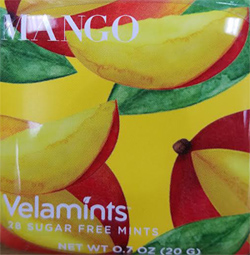 MANGO
Velamints
28 SUGAR FREE MINTS
NET WT 0.7 OZ (20 G)